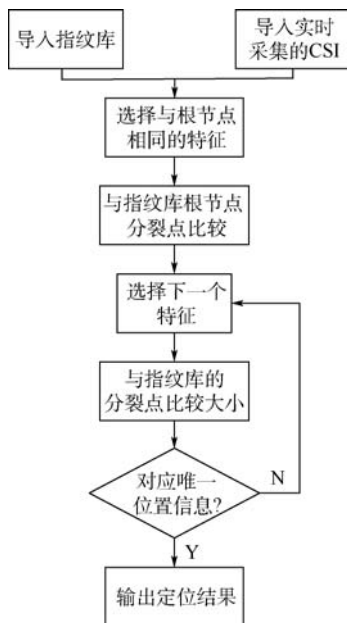 导入指纹库
导入实时
采集的CSI
选择与根节点
相同的特征
与指纹库根节点
分裂点比较
选择下一个
特征
与指纹库的
分裂点比较大小
对应唯一
位置信息?
N
Y
输出定位结果